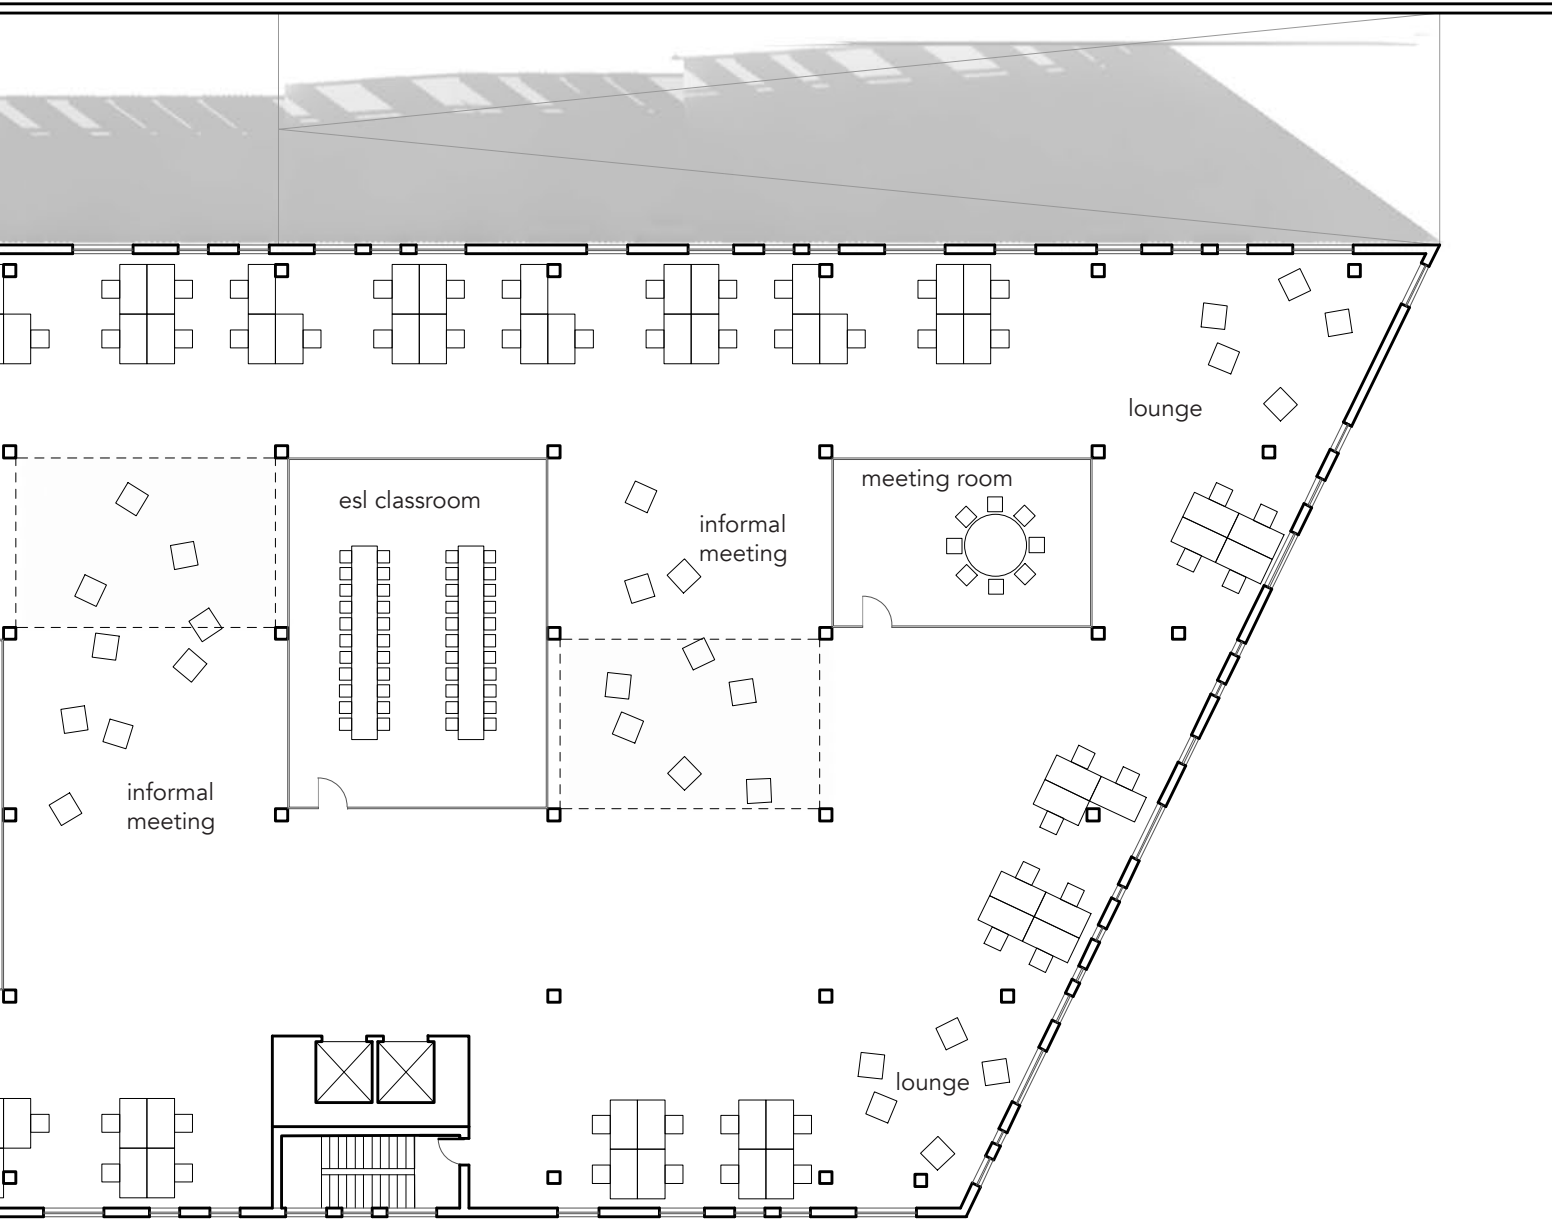 lounge
meeting room
esl classroom
informal
meeting
informal
meeting
lounge